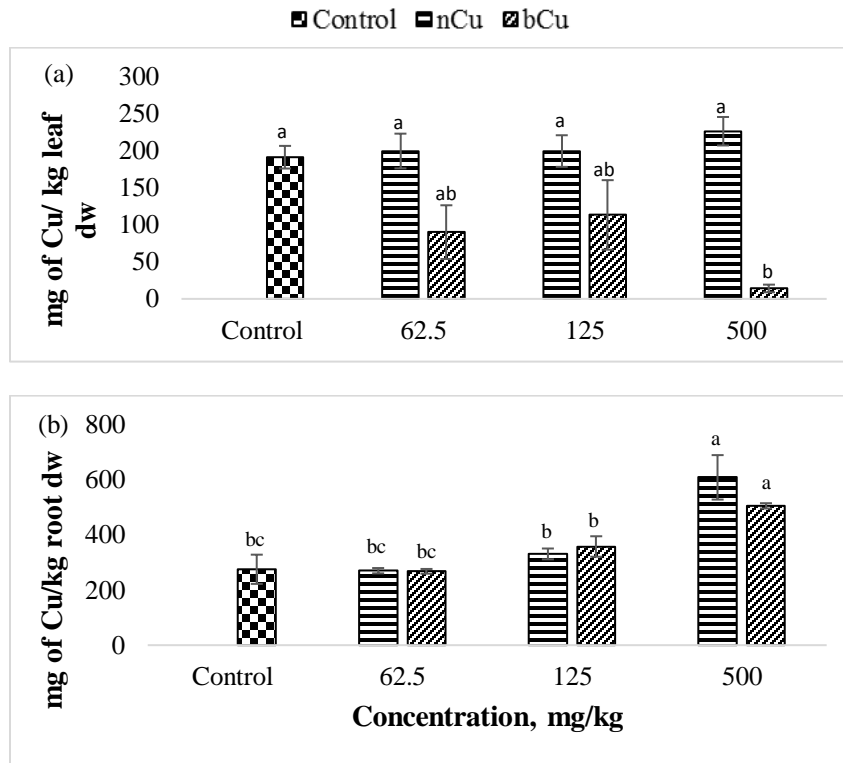 Control nCu bCu
(a)
mg of Cu/ kg leaf
dw
300
250
200
150
100
50
0
a
a
ab
a
ab
a
b
Control 62.5 125 500
(b)
mg of Cu/kg root dw
800
600
400
200
0
bc
bc
bc
b
b
a
a
Control 62.5 125 500
Concentration, mg/kg